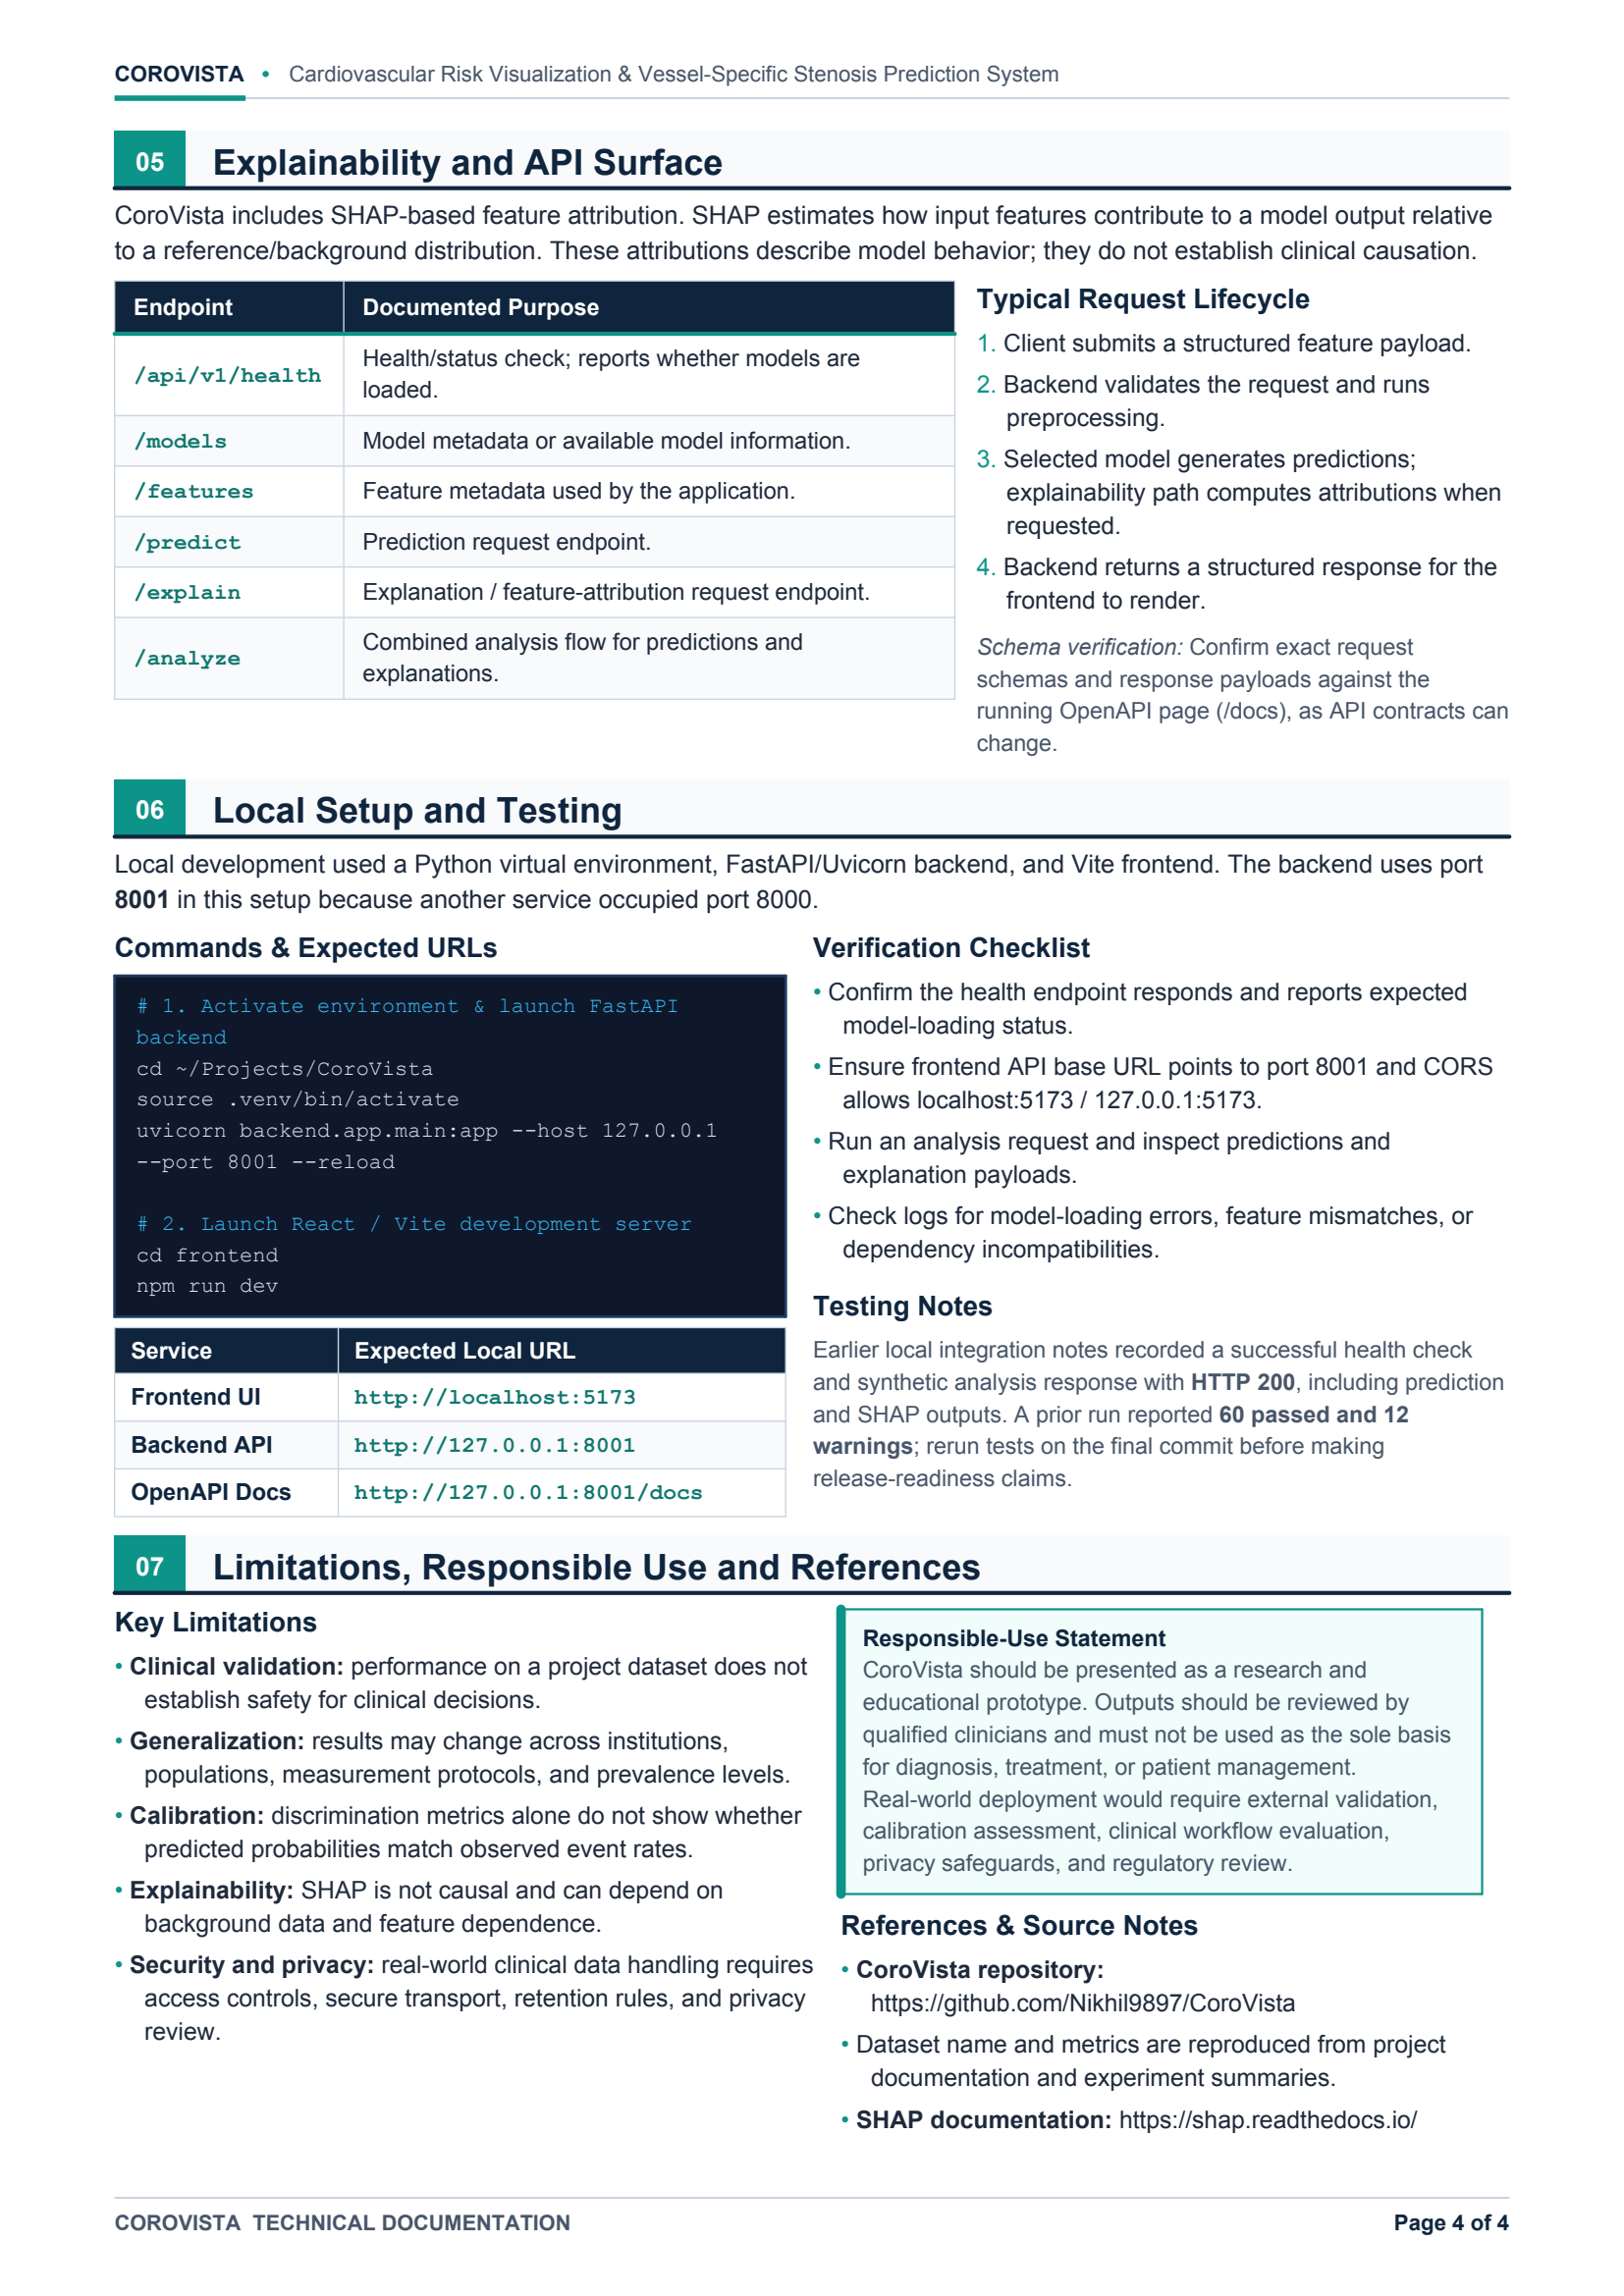 COROVISTA • Cardiovascular Risk Visualization & Vessel-Specific Stenosis Prediction System
05 Explainability and API Surface
CoroVista includes SHAP-based feature attribution. SHAP estimates how input features contribute to a model output relative
to a reference/background distribution. These attributions describe model behavior; they do not establish clinical causation.
Endpoint Documented Purpose
/api/v1/health Health/status check; reports whether models are
loaded.
/models Model metadata or available model information.
/features Feature metadata used by the application.
/predict Prediction request endpoint.
/explain Explanation / feature-attribution request endpoint.
/analyze Combined analysis flow for predictions and
explanations.
Typical Request Lifecycle
1. Client submits a structured feature payload.
2. Backend validates the request and runs
preprocessing.
3. Selected model generates predictions;
explainability path computes attributions when
requested.
4. Backend returns a structured response for the
frontend to render.
Schema verification: Confirm exact request
schemas and response payloads against the
running OpenAPI page (/docs), as API contracts can
change.
06 Local Setup and Testing
Local development used a Python virtual environment, FastAPI/Uvicorn backend, and Vite frontend. The backend uses port
8001 in this setup because another service occupied port 8000.
Commands & Expected URLs
# 1. Activate environment & launch FastAPI
backend
cd ~/Projects/CoroVista
source .venv/bin/activate
uvicorn backend.app.main:app --host 127.0.0.1
--port 8001 --reload
# 2. Launch React / Vite development server
cd frontend
npm run dev
Service Expected Local URL
Frontend UI http://localhost:5173
Backend API http://127.0.0.1:8001
OpenAPI Docs http://127.0.0.1:8001/docs
Verification Checklist
• Confirm the health endpoint responds and reports expected
model-loading status.
• Ensure frontend API base URL points to port 8001 and CORS
allows localhost:5173 / 127.0.0.1:5173.
• Run an analysis request and inspect predictions and
explanation payloads.
• Check logs for model-loading errors, feature mismatches, or
dependency incompatibilities.
Testing Notes
Earlier local integration notes recorded a successful health check
and synthetic analysis response with HTTP 200, including prediction
and SHAP outputs. A prior run reported 60 passed and 12
warnings; rerun tests on the final commit before making
release-readiness claims.
07 Limitations, Responsible Use and References
Key Limitations
• Clinical validation: performance on a project dataset does not
establish safety for clinical decisions.
• Generalization: results may change across institutions,
populations, measurement protocols, and prevalence levels.
• Calibration: discrimination metrics alone do not show whether
predicted probabilities match observed event rates.
• Explainability: SHAP is not causal and can depend on
background data and feature dependence.
• Security and privacy: real-world clinical data handling requires
access controls, secure transport, retention rules, and privacy
review.
Responsible-Use Statement
CoroVista should be presented as a research and
educational prototype. Outputs should be reviewed by
qualified clinicians and must not be used as the sole basis
for diagnosis, treatment, or patient management.
Real-world deployment would require external validation,
calibration assessment, clinical workflow evaluation,
privacy safeguards, and regulatory review.
References & Source Notes
• CoroVista repository:
https://github.com/Nikhil9897/CoroVista
• Dataset name and metrics are reproduced from project
documentation and experiment summaries.
• SHAP documentation: https://shap.readthedocs.io/
COROVISTA TECHNICAL DOCUMENTATION Page 4 of 4